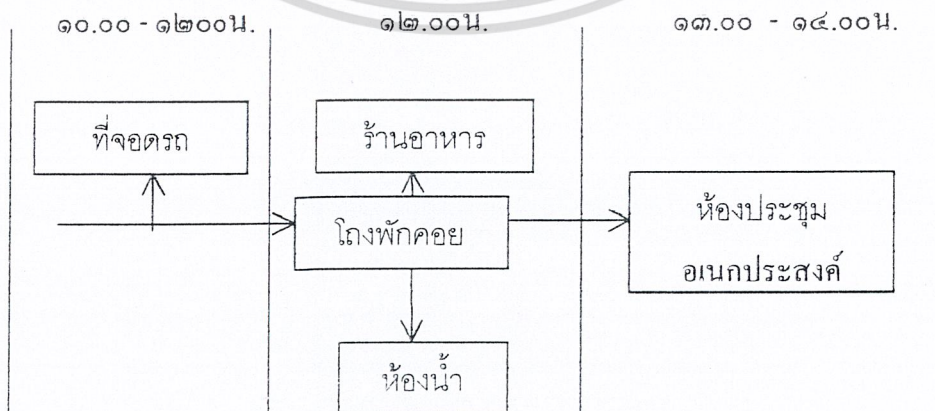 ๑๐.๐๐ - ๑๒๐๐น. ๑๒.๐๐น. ๑๓.๐๐ - ๑๔.๐๐น.
ที่จอดรถ ร้านอาหาร
โถงพักคอย ห้องประชุม
อเนกประสงค์
ห้องน้ำ